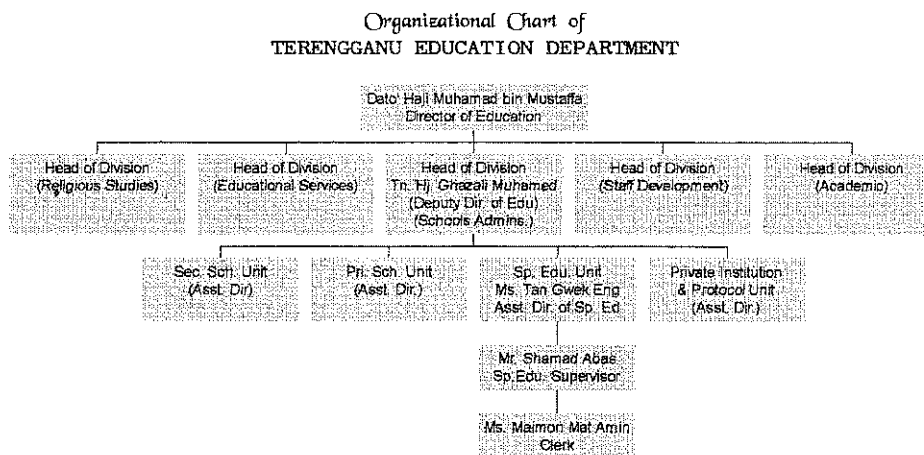 Organizational Chart of
TERENGGANU EDUCATION DEPARTMENT
Dato' Haji Muhamad bin Mustaffa
Director of Education
Head of Division
(Religious Studies)
Head of Division
(Educational Services)
Head of Division
Tn. Hj. Ghazali Muhamed
(Deputy Dir. of Edu)
(Schools Admins.)
Head of Division
(Staff Development)
Head of Division
(Academic)
Sec. Sch. Unit
(Asst. Dir)
Pri. Sch. Unit
(Asst. Dir.)
Sp. Edu. Unit
Ms. Tan Gwek Eng
Asst Dir. of Sp. Ed
Private Institution
& Protocol Unit
(Asst. Dir.)
Mr. Shamad Abas
Sp.Edu. Supervisor
Ms. Maimon Mat Amin
Clerk